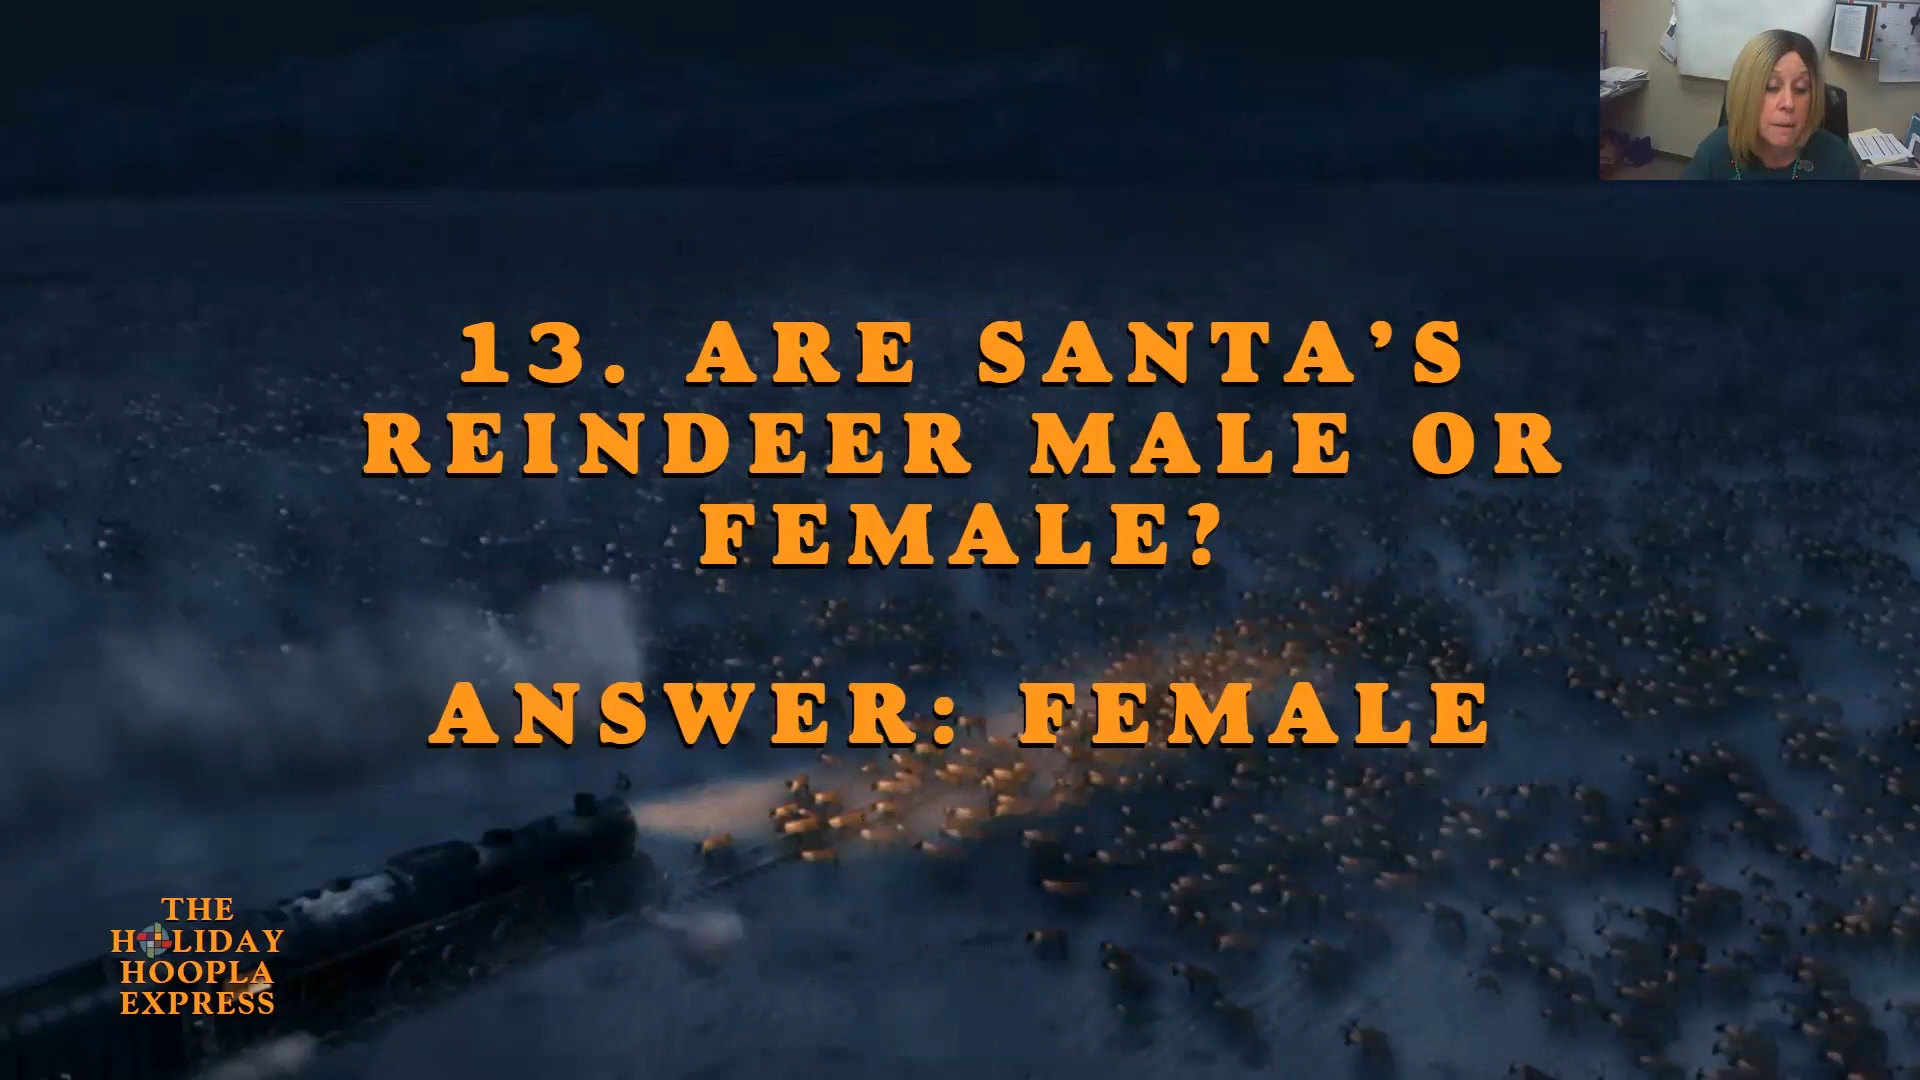 13. ARE SANTA’S
REINDEER MALE OR
FEMALE?
ANSWER: FEMALE
THE
HOLIDAY
HOOPLA
EXPRESS